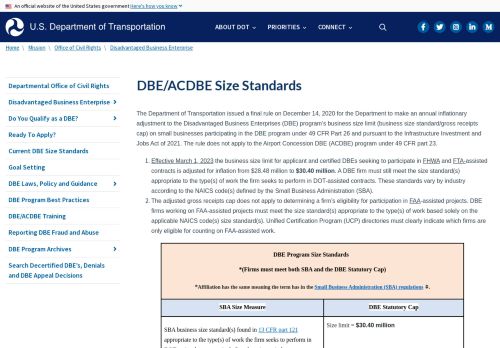 An official website of the United States government Here's how you know
U.S. Department of Transportation
ABOUT DOT
PRIORITIES
CONNECT
Home \ Mission \ Office of Civil Rights \ Disadvantaged Business Enterprise
Departmental Office of Civil Rights
Disadvantaged Business Enterprise
Do You Qualify as a DBE?
Ready To Apply?
Current DBE Size Standards
Goal Setting
DBE Laws, Policy and Guidance
DBE Program Best Practices
DBE/ACDBE Training
Reporting DBE Fraud and Abuse
DBE Program Archives
Search Decertified DBE's, Denials
and DBE Appeal Decisions
DBE/ACDBE Size Standards
The Department of Transportation issued a final rule on December 14, 2020 for the Department to make an annual inflationary
adjustment to the Disadvantaged Business Enterprises (DBE) program's business size limit (business size standard/gross receipts
cap) on small businesses participating in the DBE program under 49 CFR Part 26 and pursuant to the Infrastructure Investment and
Jobs Act of 2021. The rule does not apply to the Airport Concession DBE (ACDBE) program under 49 CFR part 23.
1. Effective March 1, 2023 the business size limit for applicant and certified DBEs seeking to participate in FHWA and FTA-assisted
contracts is adjusted for inflation from $28.48 million to $30.40 million. A DBE firm must still meet the size standard(s)
appropriate to the type(s) of work the firm seeks to perform in DOT-assisted contracts. These standards vary by industry
according to the NAICS code(s) defined by the Small Business Administration (SBA).
2. The adjusted gross receipts cap does not apply to determining a firm's eligibility for participation in FAA-assisted projects. DBE
firms working on FAA-assisted projects must meet the size standard(s) appropriate to the type(s) of work based solely on the
applicable NAICS code(s) size standard(s). Unified Certification Program (UCP) directories must clearly indicate which firms are
only eligible for counting on FAA-assisted work.
DBE Program Size Standards
*(Firms must meet both SBA and the DBE Statutory Cap)
*Affiliation has the same meaning the term has in the Small Business Administration (SBA) regulations
SBA Size Measure
DBE Statutory Cap
SBA business size standard(s) found in 13 CFR part 121
appropriate to the type(s) of work the firm seeks to perform in
Size limit = $30.40 million